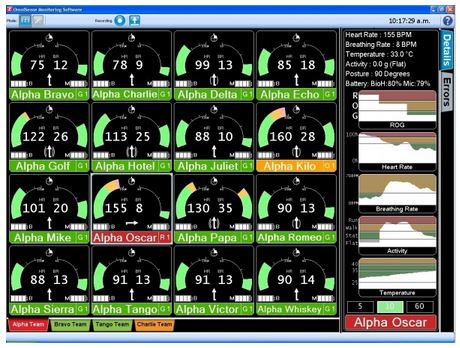 OmniSense Monitoring Software
Mode:
Recording
10:17:29 a.m.
HR BR
75 12
B M
Alpha Bravo G 1
HR BR
78 9
B M
Alpha Charlie G 1
HR BR
99 19
B M
Alpha Delta G 1
HR BR
85 18
B M
Alpha Echo G 1
HR BR
122 26
B M
Alpha Golf G 1
HR BR
113 25
B M
Alpha Hotel G 1
HR BR
88 10
B M
Alpha Juliet G 1
HR BR
160 28
B M
Alpha Kilo O 1
HR BR
101 20
B M
Alpha Mike G 1
HR BR
155 8
B M
Alpha Oscar R 1
HR BR
130 35
B M
Alpha Papa G 1
HR BR
90 13
B M
Alpha Romeo G 1
HR BR
88 13
B M
Alpha Sierra G 1
HR BR
91 13
B M
Alpha Tango G 1
HR BR
91 13
B M
Alpha Victor G 1
HR BR
90 14
B M
Alpha Whiskey G 1
Alpha Team
Bravo Team
Tango Team
Charlie Team
Heart Rate : 155 BPM
Breathing Rate : 8 BPM
Temperature : 33.0 °C
Activity : 0.0 g (Flat)
Posture : 90 Degrees
Battery: BioH:80% Mic:79%
R
O
G
ROG
Heart Rate
Breathing Rate
Run
Walk
Stat
Flat
Activity
Temperature
5 10 60
Alpha Oscar
Details
Errors